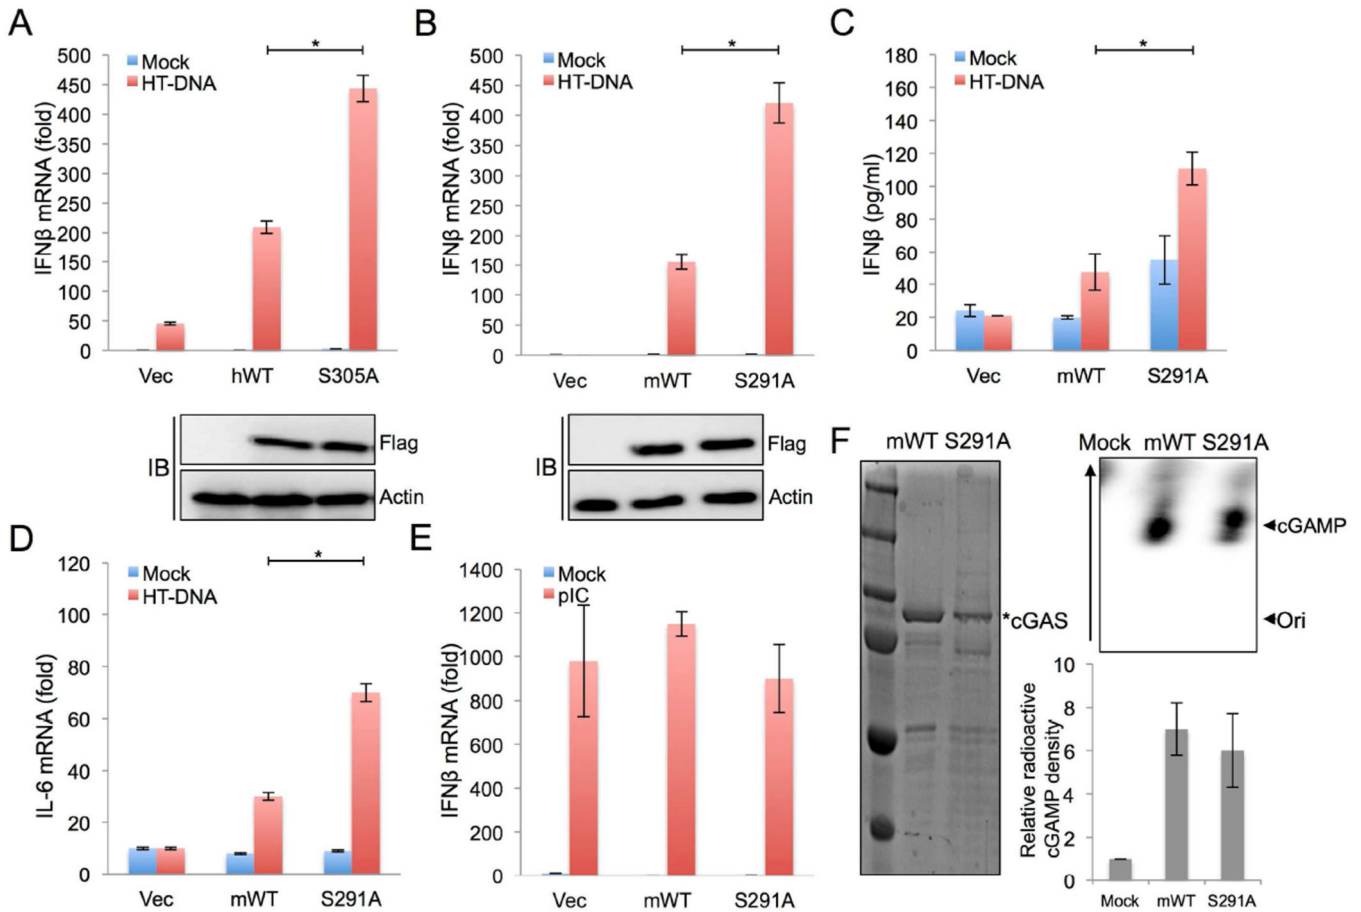 A
Mock
HT-DNA
*
IFNβ mRNA (fold)
500
450
400
350
300
250
200
150
100
50
0
Vec hWT S305A
IB
Flag
Actin
B
Mock
HT-DNA
*
IFNβ mRNA (fold)
500
450
400
350
300
250
200
150
100
50
0
Vec mWT S291A
IB
Flag
Actin
C
Mock
HT-DNA
*
IFNβ (pg/ml)
180
160
140
120
100
80
60
40
20
0
Vec mWT S291A
D
Mock
HT-DNA
*
IL-6 mRNA (fold)
120
100
80
60
40
20
0
Vec mWT S291A
E
Mock
pIC
IFNβ mRNA (fold)
1400
1200
1000
800
600
400
200
0
Vec mWT S291A
F
mWT S291A
*cGAS
Mock mWT S291A
cGAMP
Ori
Relative radioactive
cGAMP density
10
8
6
4
2
0
Mock mWT S291A